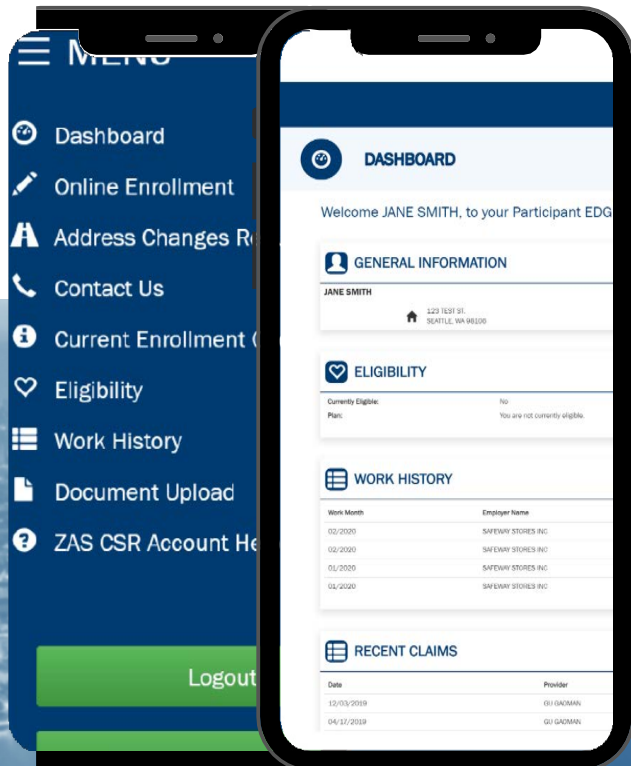 MENU
Dashboard
Online Enrollment
Address Changes R
Contact Us
Current Enrollment
Eligibility
Work History
Document Upload
ZAS CSR Account He
Logout
DASHBOARD
Welcome JANE SMITH, to your Participant EDG
GENERAL INFORMATION
JANE SMITH
123 TEST ST.
SEATTLE, WA 98106
ELIGIBILITY
Currently Eligible: No
Plan: You are not currently eligible.
WORK HISTORY
Work Month Employer Name
02/2020 SAFEWAY STORES INC
02/2020 SAFEWAY STORES INC
01/2020 SAFEWAY STORES INC
01/2020 SAFEWAY STORES INC
RECENT CLAIMS
Date Provider
12/03/2019 GU GAOMAN
04/17/2019 GU GAOMAN